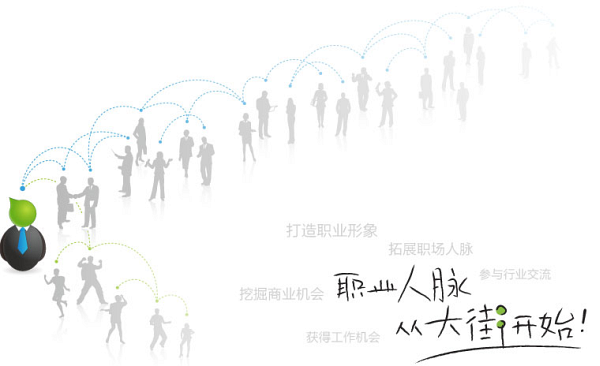 打造职业形象
拓展职场人脉
参与行业交流
挖掘商业机会
职业人脉
从大街开始!
获得工作机会